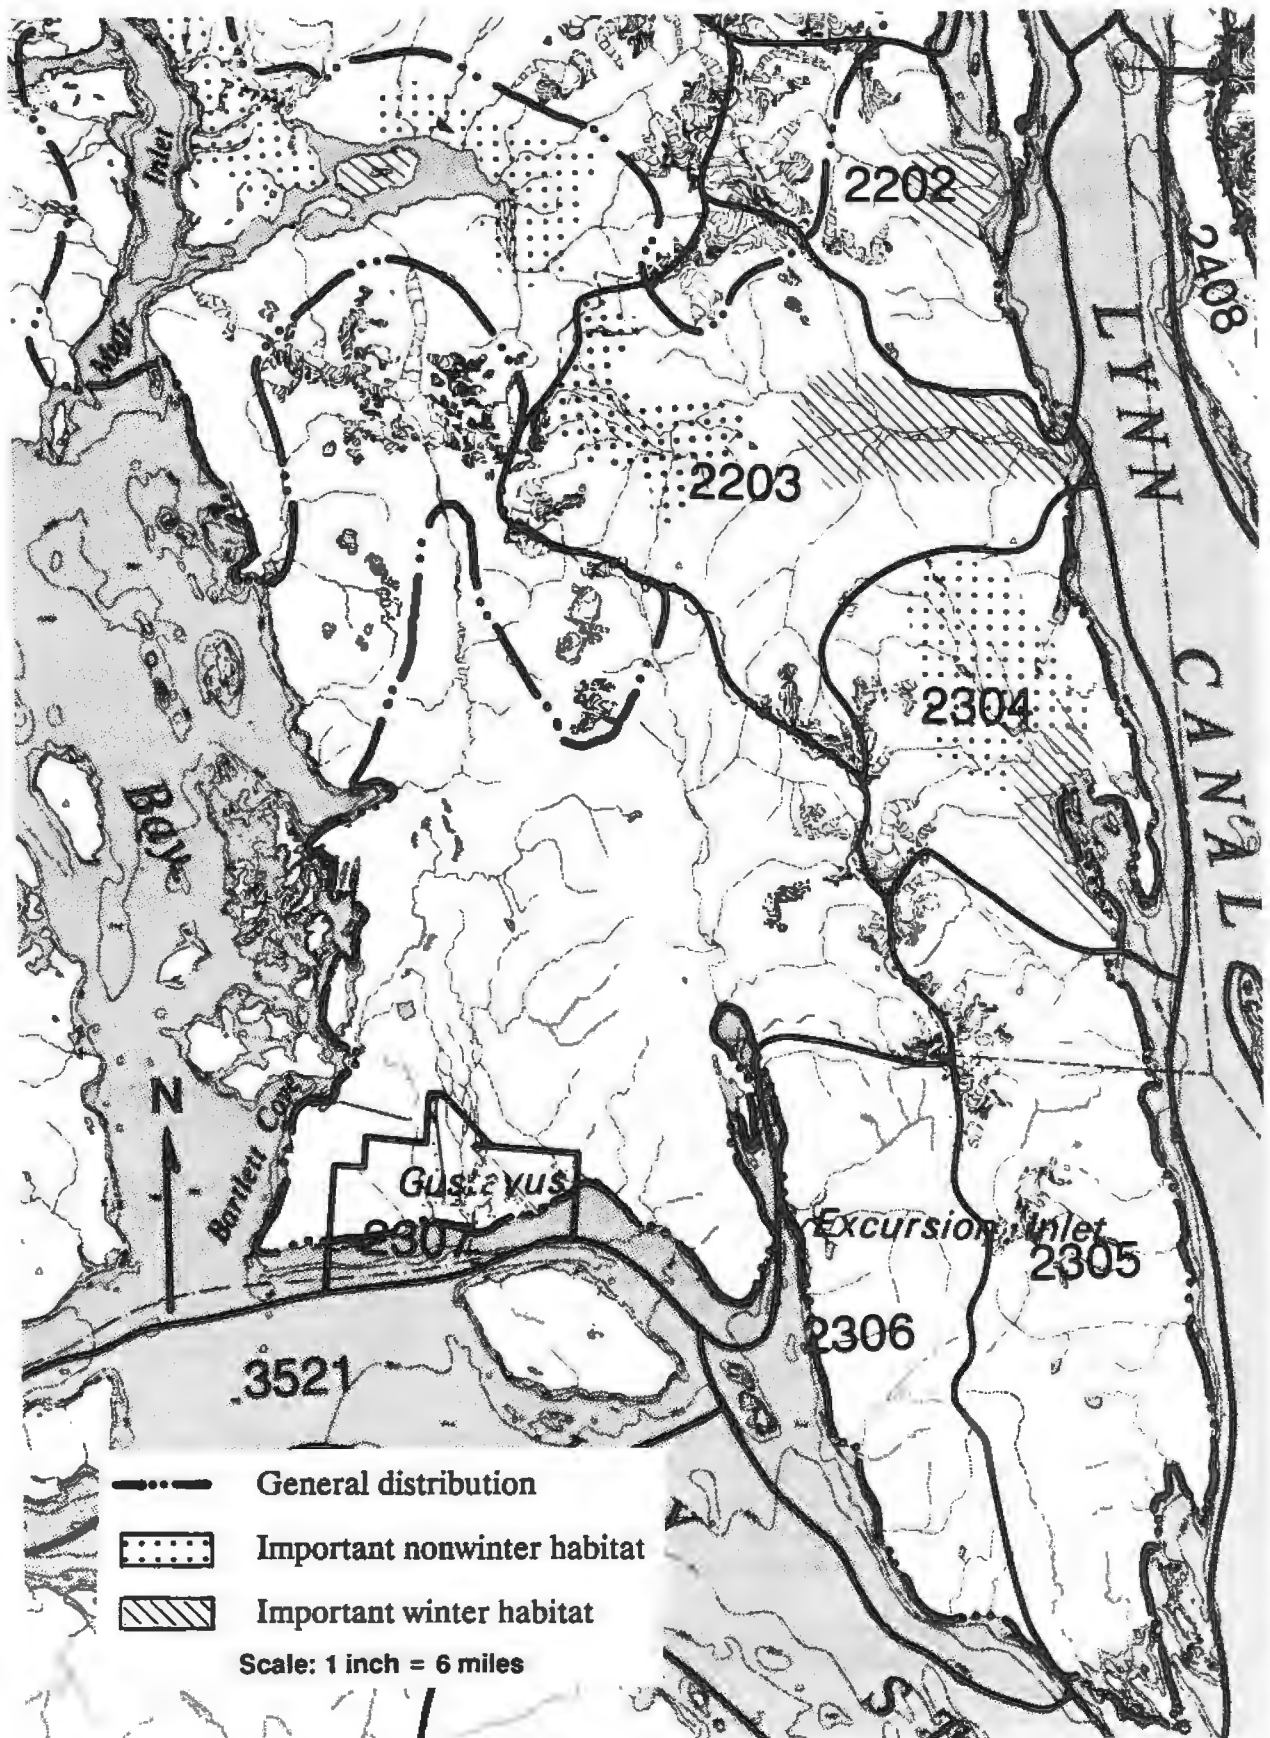 Inlet
2202
2408
Muir
LYNN
2203
CANAL
2304
Bay
N
Cove
Bartlett
Gustavus
2307
Excursion Inlet
2305
2306
3521
General distribution
Important nonwinter habitat
Important winter habitat
Scale: 1 inch = 6 miles
S